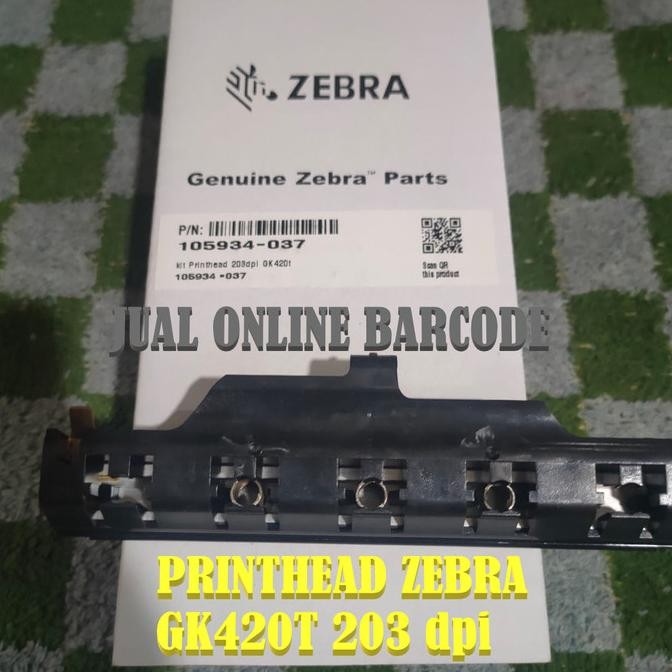 ZEBRA
Genuine Zebra™ Parts
P/N:
105934-037
kit Printhead 203dpi GK420t
105934 -037
Scan QR
this product
JUAL ONLINE BARCODE
PRINTHEAD ZEBRA
GK420T 203 dpi